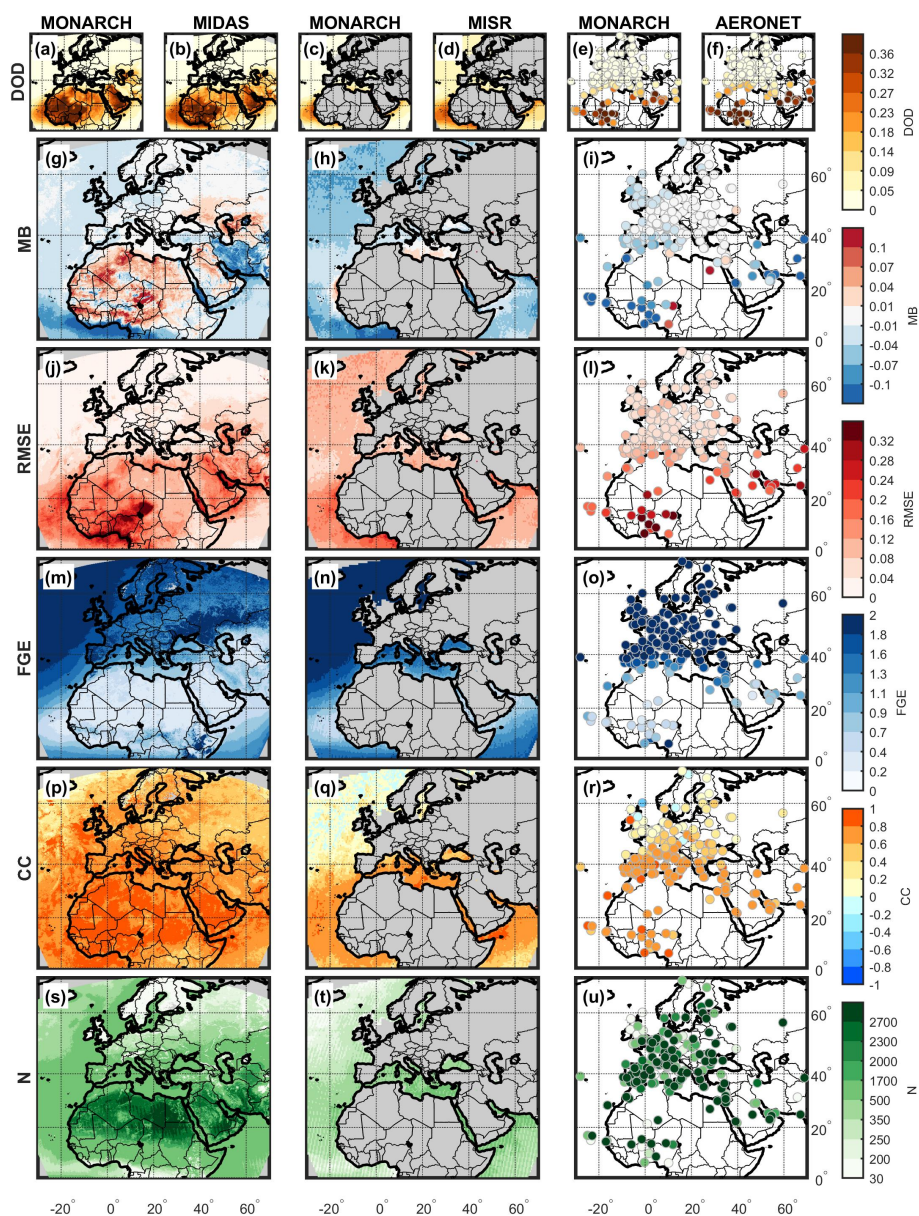 MONARCH MIDAS MONARCH MISR MONARCH AERONET
DOD (a) (b) (c) (d) (e) (f)
0.36
0.33
0.28
0.23
0.18
0.14
0.09
0.05
0
DOD
MB (g) (h) (i)
60° 40° 20° 0°
0.1
0.07
0.04
0.01
-0.01
-0.04
-0.07
-0.1
MB
RMSE (j) (k) (l)
60° 40° 20° 0°
0.32
0.28
0.24
0.2
0.16
0.12
0.08
0.04
RMSE
FGE (m) (n) (o)
60° 40° 20° 0°
2
1.8
1.6
1.3
1.1
0.9
0.7
0.4
0.2
0
FGE
CC (p) (q) (r)
60° 40° 20° 0°
1
0.8
0.6
0.4
0.2
0
-0.2
-0.4
-0.6
-0.8
-1
CC
N (s) (t) (u)
60° 40° 20° 0°
2700
2300
2000
1700
500
350
250
200
30
N
-20° 0° 20° 40° 60° -20° 0° 20° 40° 60° -20° 0° 20° 40° 60°